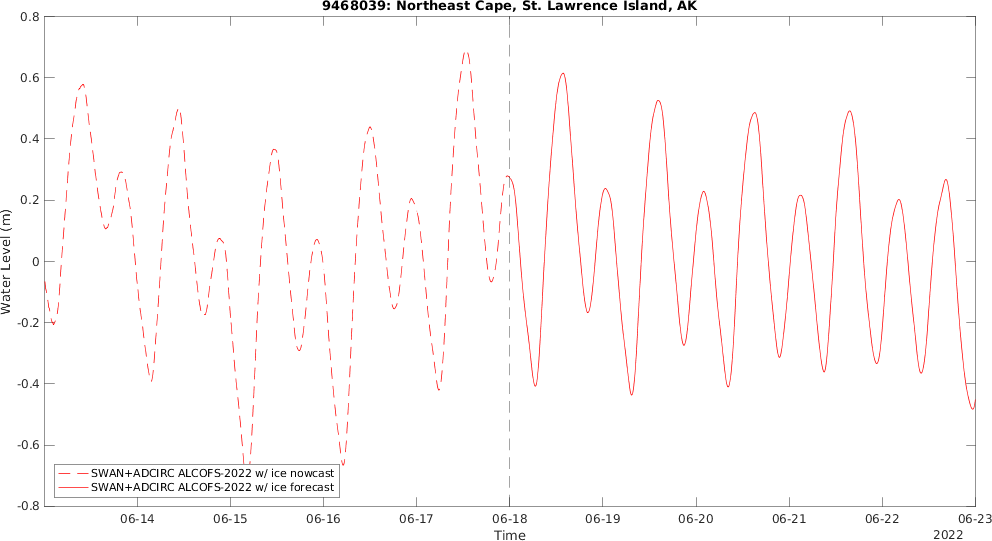 9468039: Northeast Cape, St. Lawrence Island, AK
0.8
0.6
0.4
0.2
0
-0.2
-0.4
-0.6
-0.8
Water Level (m)
SWAN+ADCIRC ALCOFS-2022 w/ ice nowcast
SWAN+ADCIRC ALCOFS-2022 w/ ice forecast
06-14 06-15 06-16 06-17 06-18 06-19 06-20 06-21 06-22 06-23
Time
2022